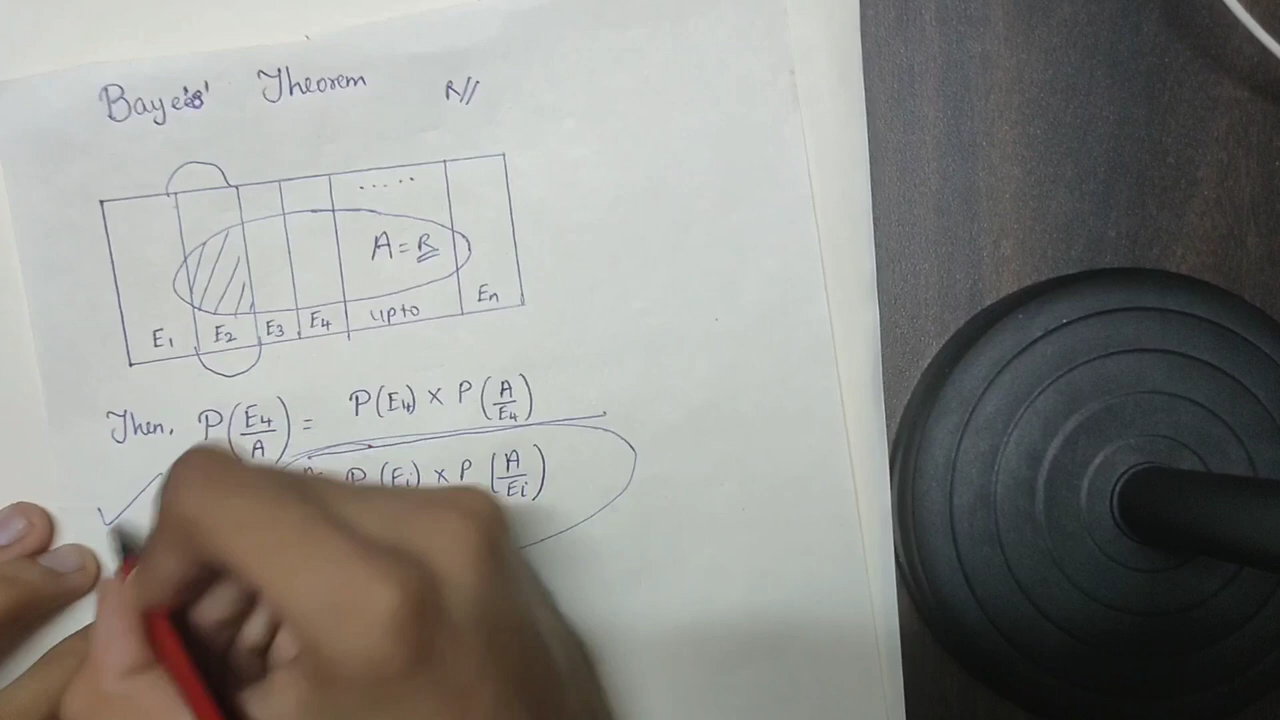 Bayes' Theorem R//
.....
A = R
E1 E2 E3 E4 upto En
Then, P(E4/A) = P(E4) × P(A/E4)
P(Ei) × P(A/Ei)